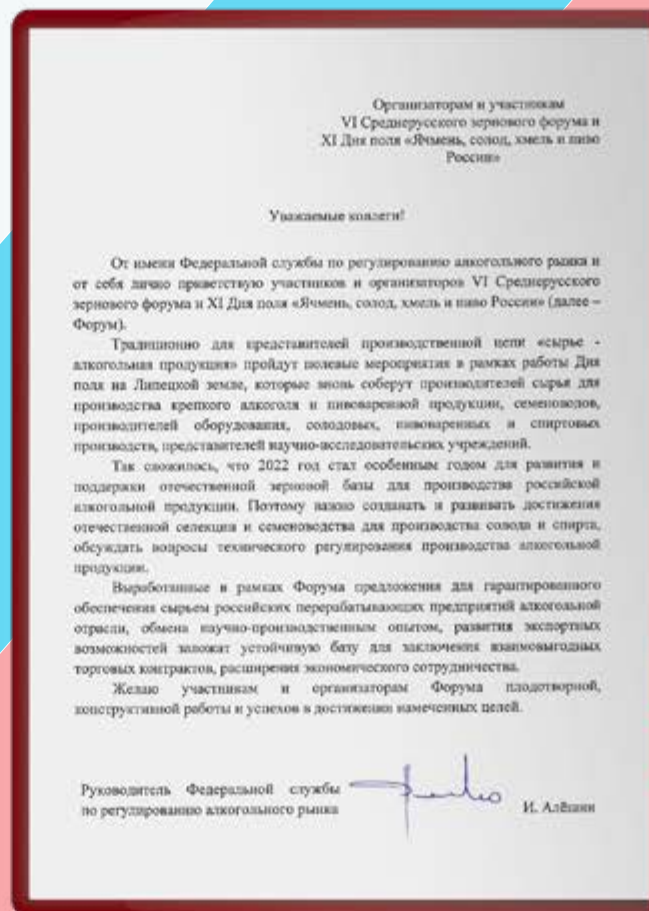 Организаторам и участникам
VI Среднерусского зернового форума и
XI Дня поля «Ячмень, солод, хмель и пиво
России»
Уважаемые коллеги!
От имени Федеральной службы по регулированию алкогольного рынка и
от себя лично приветствую участников и организаторов VI Среднерусского
зернового форума и XI Дня поля «Ячмень, солод, хмель и пиво России» (далее –
Форум).
Традиционно для представителей производственной цепи «сырье -
алкогольная продукция» пройдут полевые мероприятия в рамках работы Дня
поля на Липецкой земле, которые вновь соберут производителей сырья для
производства крепкого алкоголя и пивоваренной продукции, семеноводов,
производителей оборудования, солодовых, пивоваренных и спиртовых
производств, представителей научно-исследовательских учреждений.
Так сложилось, что 2022 год стал особенным годом для развития и
поддержки отечественной зерновой базы для производства российской
алкогольной продукции. Поэтому важно создавать и развивать достижения
отечественной селекции и семеноводства для производства солода и спирта,
обсуждать вопросы технического регулирования производства алкогольной
продукции.
Выработанные в рамках Форума предложения для гарантированного
обеспечения сырьем российских перерабатывающих предприятий алкогольной
отрасли, обмена научно-производственным опытом, развития экспортных
возможностей заложат устойчивую базу для заключения взаимовыгодных
торговых контрактов, расширения экономического сотрудничества.
Желаю участникам и организаторам Форума плодотворной,
конструктивной работы и успехов в достижении намеченных целей.
Руководитель Федеральной службы
по регулированию алкогольного рынка
И. Алёшин